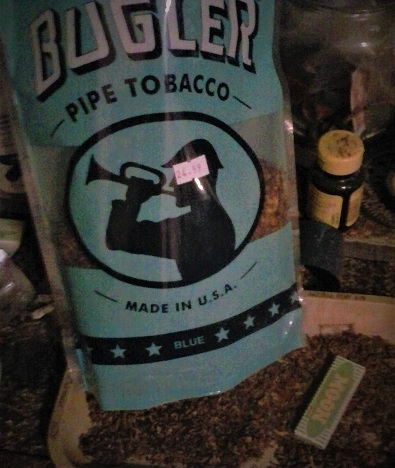 BUGLER
PIPE TOBACCO
MADE IN U.S.A.
BLUE